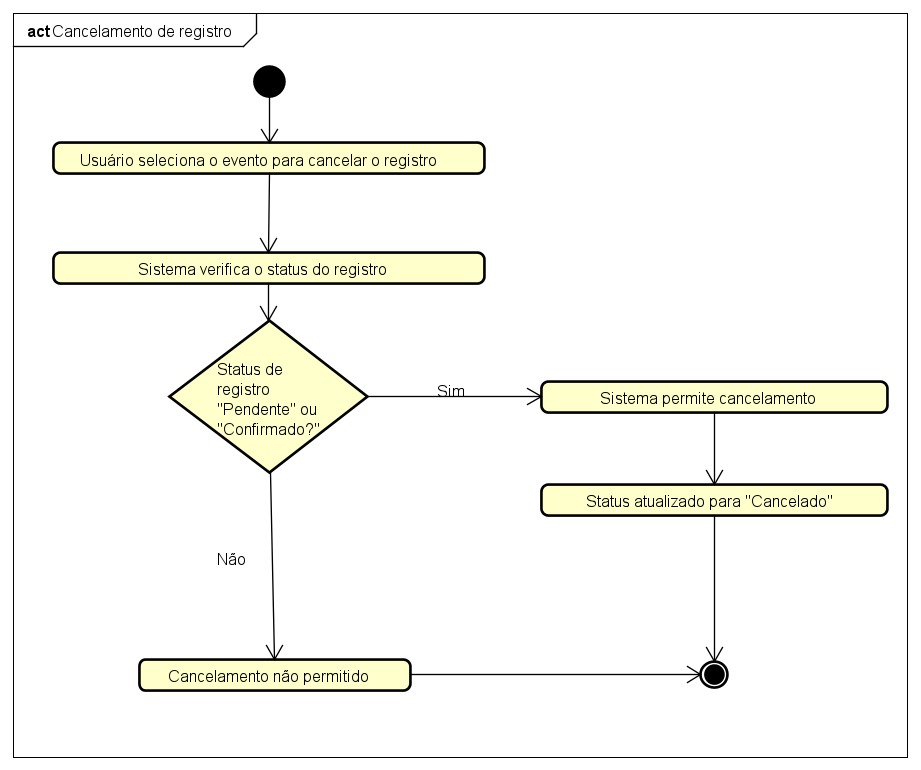 act Cancelamento de registro
Usuário seleciona o evento para cancelar o registro
Sistema verifica o status do registro
Status de
registro
"Pendente" ou
"Confirmado?"
Sim
Sistema permite cancelamento
Status atualizado para "Cancelado"
Não
Cancelamento não permitido